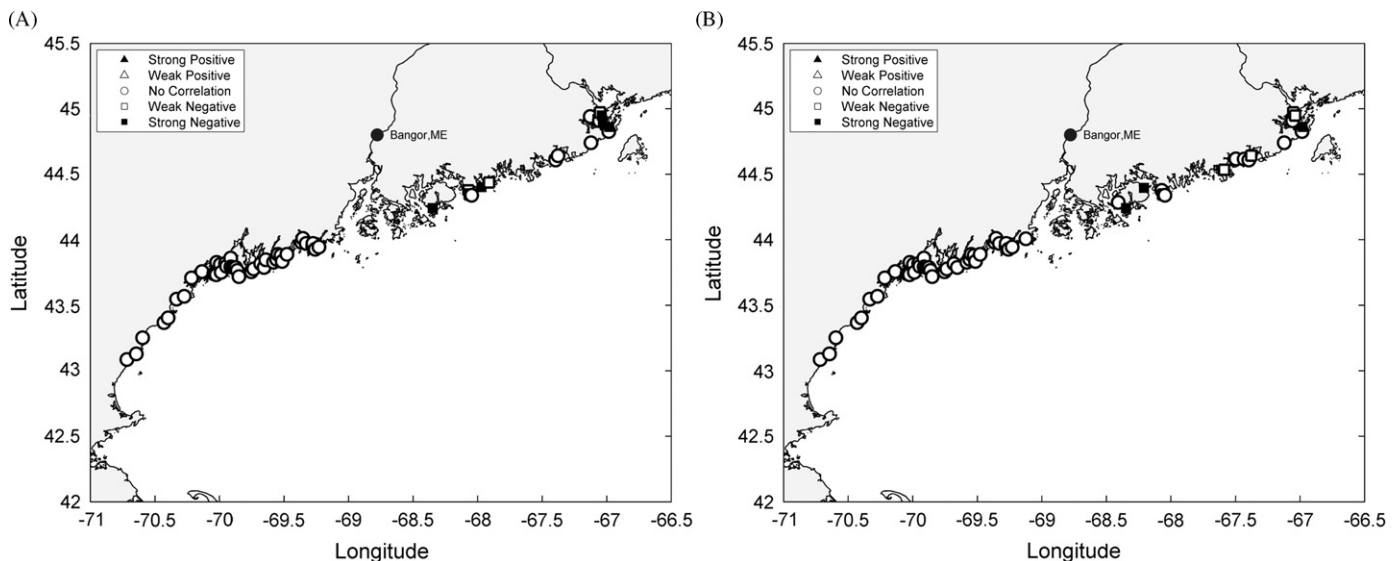 (A)
45.5
45
44.5
44
43.5
43
42.5
42
Latitude
Strong Positive
Weak Positive
No Correlation
Weak Negative
Strong Negative
Bangor,ME
-71 -70.5 -70 -69.5 -69 -68.5 -68 -67.5 -67 -66.5
Longitude
(B)
45.5
45
44.5
44
43.5
43
42.5
42
Latitude
Strong Positive
Weak Positive
No Correlation
Weak Negative
Strong Negative
Bangor,ME
-71 -70.5 -70 -69.5 -69 -68.5 -68 -67.5 -67 -66.5
Longitude